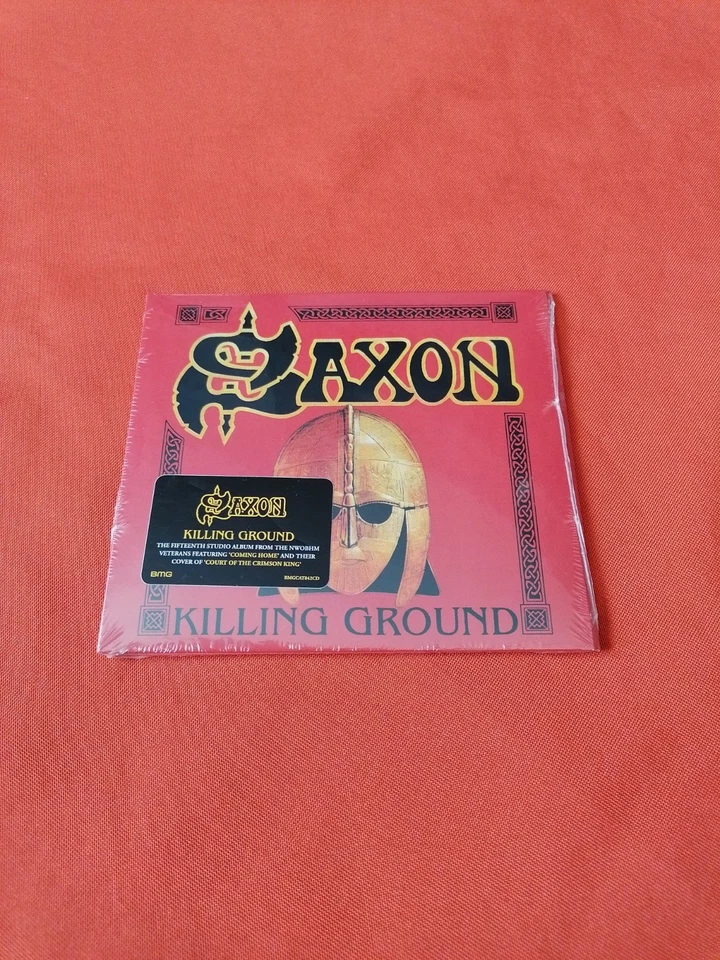 SAXON
SAXON
KILLING GROUND
THE FIFTEENTH STUDIO ALBUM FROM THE NWOBHM
VETERANS FEATURING 'COMING HOME' AND THEIR
COVER OF 'COURT OF THE CRIMSON KING'
BMG BMGCAT842CD
KILLING GROUND